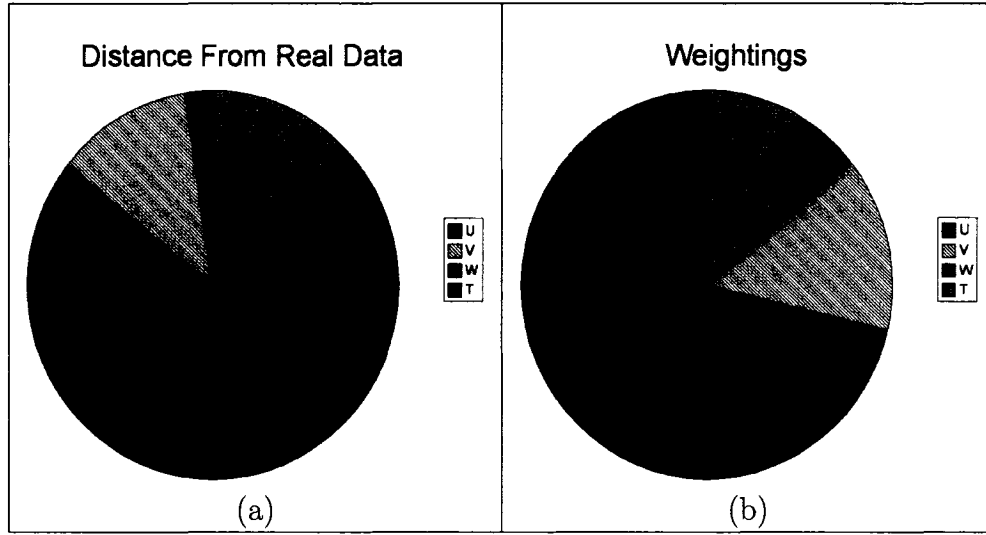 Distance From Real Data
U
V
W
T
(a)
Weightings
U
V
W
T
(b)